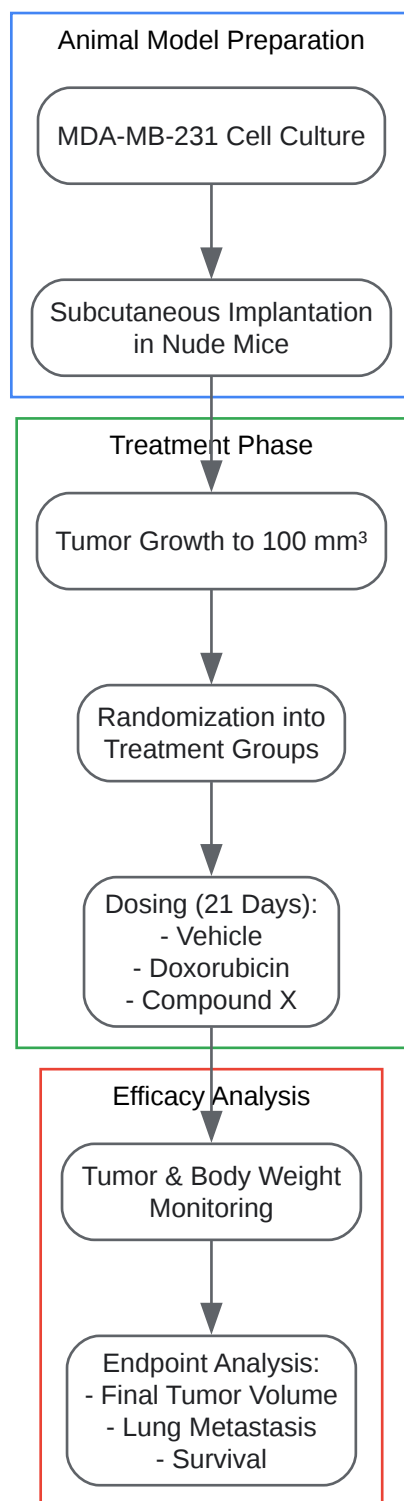 Animal Model Preparation
MDA-MB-231 Cell Culture
Subcutaneous Implantation
in Nude Mice
Treatment Phase
Tumor Growth to 100 mm³
Randomization into
Treatment Groups
Dosing (21 Days):
- Vehicle
- Doxorubicin
- Compound X
Efficacy Analysis
Tumor & Body Weight
Monitoring
Endpoint Analysis:
- Final Tumor Volume
- Lung Metastasis
- Survival